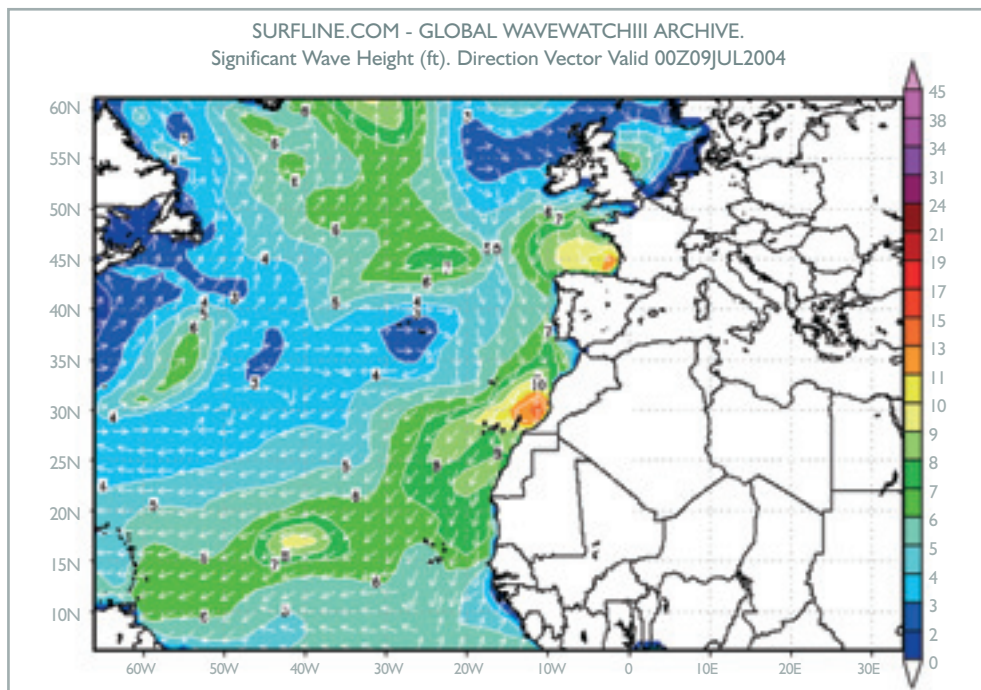 SURFLINE.COM - GLOBAL WAVEWATCHIII ARCHIVE.
Significant Wave Height (ft). Direction Vector Valid 00Z09JUL2004
60N
55N
50N
45N
40N
35N
30N
25N
20N
15N
10N
60W
50W
40W
30W
20W
10W
0
10E
20E
30E
45
38
34
31
24
21
19
17
15
13
11
10
9
8
7
6
5
4
3
2
0